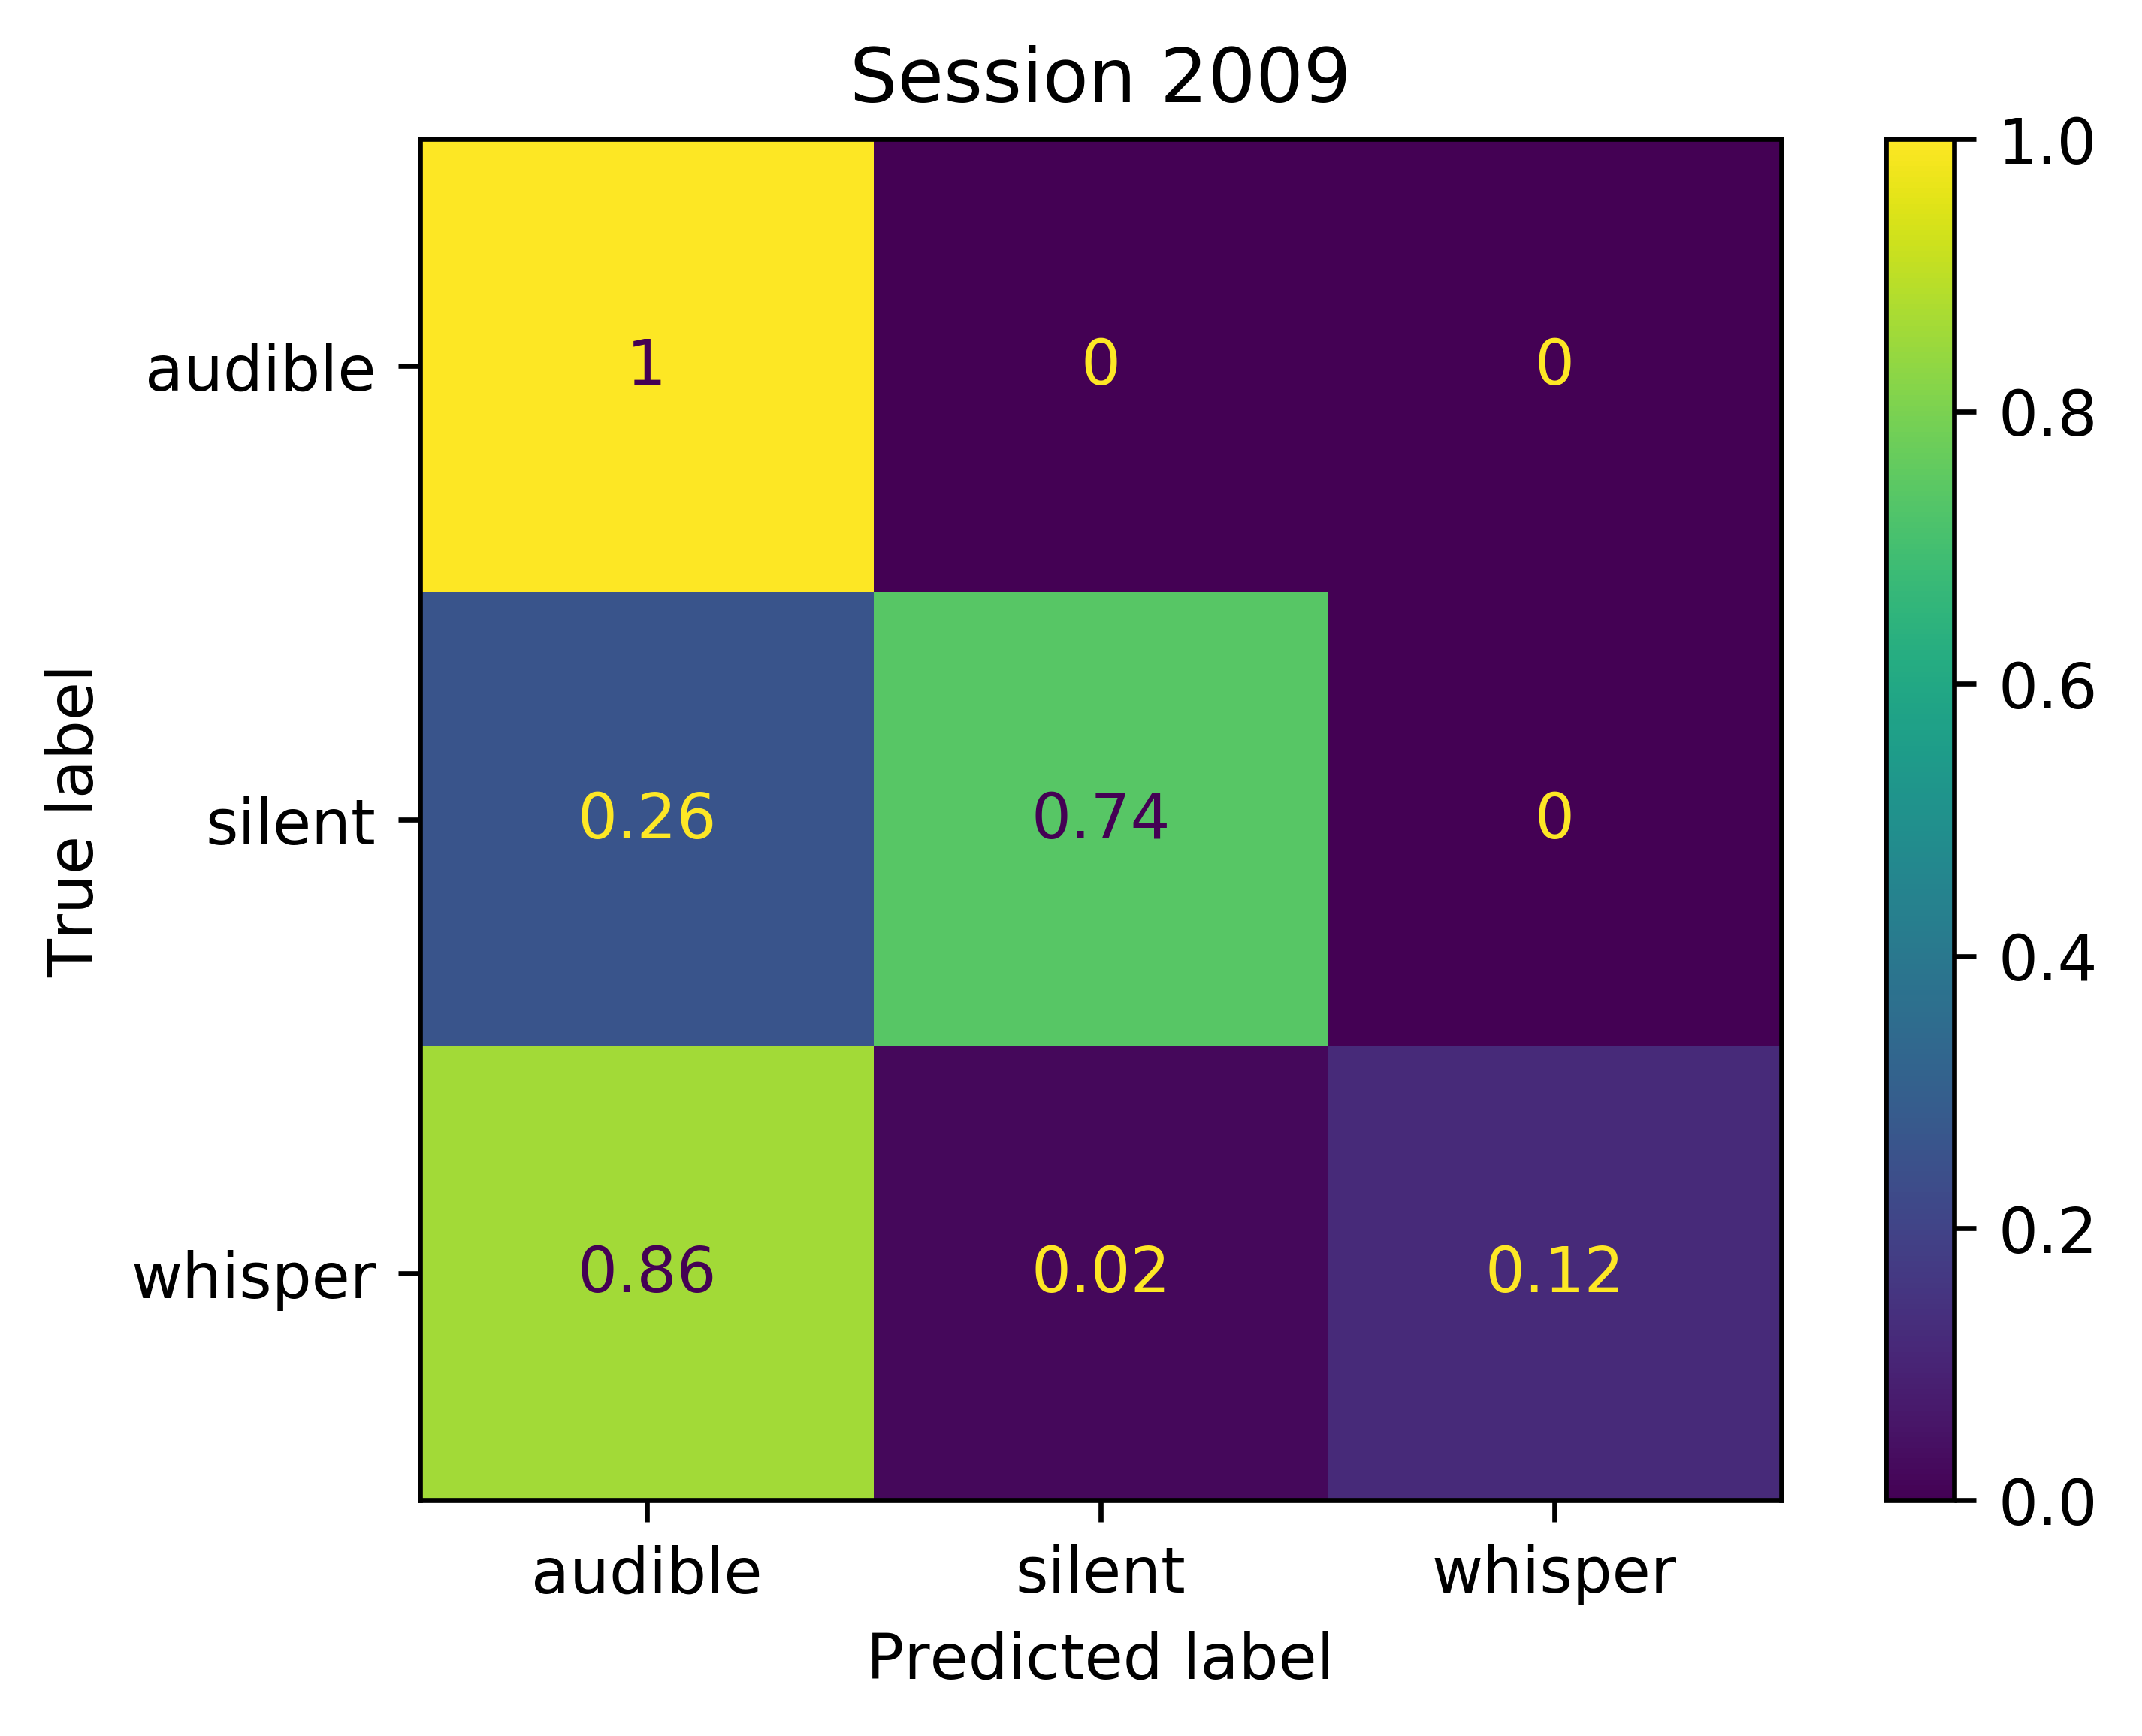 Session 2009
True label
audible 1 0 0
silent 0.26 0.74 0
whisper 0.86 0.02 0.12
audible silent whisper
Predicted label
1.0
0.8
0.6
0.4
0.2
0.0